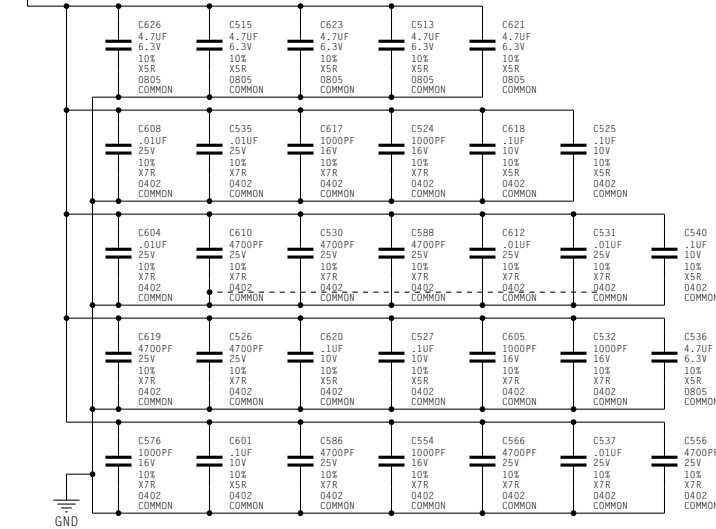 C626
4.7UF
6.3V
10%
X5R
0805
COMMON
C515
4.7UF
6.3V
10%
X5R
0805
COMMON
C623
4.7UF
6.3V
10%
X5R
0805
COMMON
C513
4.7UF
6.3V
10%
X5R
0805
COMMON
C621
4.7UF
6.3V
10%
X5R
0805
COMMON
C608
.01UF
25V
10%
X7R
0402
COMMON
C535
.01UF
25V
10%
X7R
0402
COMMON
C617
1000PF
16V
10%
X7R
0402
COMMON
C524
1000PF
16V
10%
X7R
0402
COMMON
C618
.1UF
10V
10%
X5R
0402
COMMON
C525
.1UF
10V
10%
X5R
0402
COMMON
C604
.01UF
25V
10%
X7R
0402
COMMON
C610
4700PF
25V
10%
X7R
0402
COMMON
C530
4700PF
25V
10%
X7R
0402
COMMON
C588
4700PF
25V
10%
X7R
0402
COMMON
C612
.01UF
25V
10%
X7R
0402
COMMON
C531
.01UF
25V
10%
X7R
0402
COMMON
C540
.1UF
10V
10%
X5R
0402
COMMON
C619
4700PF
25V
10%
X7R
0402
COMMON
C526
4700PF
25V
10%
X7R
0402
COMMON
C620
.1UF
10V
10%
X5R
0402
COMMON
C527
.1UF
10V
10%
X5R
0402
COMMON
C605
1000PF
16V
10%
X7R
0402
COMMON
C532
1000PF
16V
10%
X7R
0402
COMMON
C536
4.7UF
6.3V
10%
X5R
0805
COMMON
C576
1000PF
16V
10%
X7R
0402
COMMON
C601
.1UF
10V
10%
X5R
0402
COMMON
C586
4700PF
25V
10%
X7R
0402
COMMON
C554
1000PF
16V
10%
X7R
0402
COMMON
C566
4700PF
25V
10%
X7R
0402
COMMON
C537
.01UF
25V
10%
X7R
0402
COMMON
C556
4700PF
25V
10%
X7R
0402
COMMON
GND